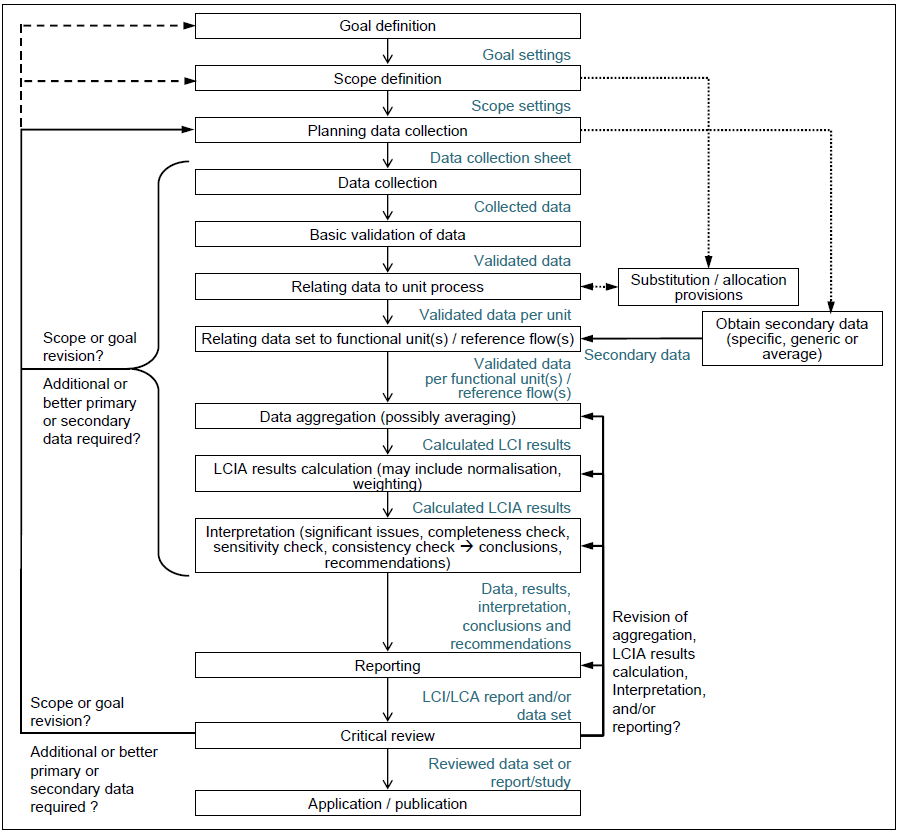 Goal definition
Goal settings
Scope definition
Scope settings
Planning data collection
Data collection sheet
Data collection
Collected data
Basic validation of data
Validated data
Relating data to unit process
Substitution / allocation
provisions
Validated data per unit
Obtain secondary data
(specific, generic or
average)
Relating data set to functional unit(s) / reference flow(s)
Secondary data
Scope or goal
revision?
Additional or
better primary
or secondary
data required?
Validated data
per functional unit(s) /
reference flow(s)
Data aggregation (possibly averaging)
Calculated LCI results
LCIA results calculation (may include normalisation,
weighting)
Calculated LCIA results
Interpretation (significant issues, completeness check,
sensitivity check, consistency check → conclusions,
recommendations)
Data, results,
interpretation,
conclusions and
recommendations
Revision of
aggregation,
LCIA results
calculation,
Interpretation,
and/or
reporting?
Reporting
LCI/LCA report and/or
data set
Scope or goal
revision?
Critical review
Additional or better
primary or
secondary data
required ?
Reviewed data set or
report/study
Application / publication